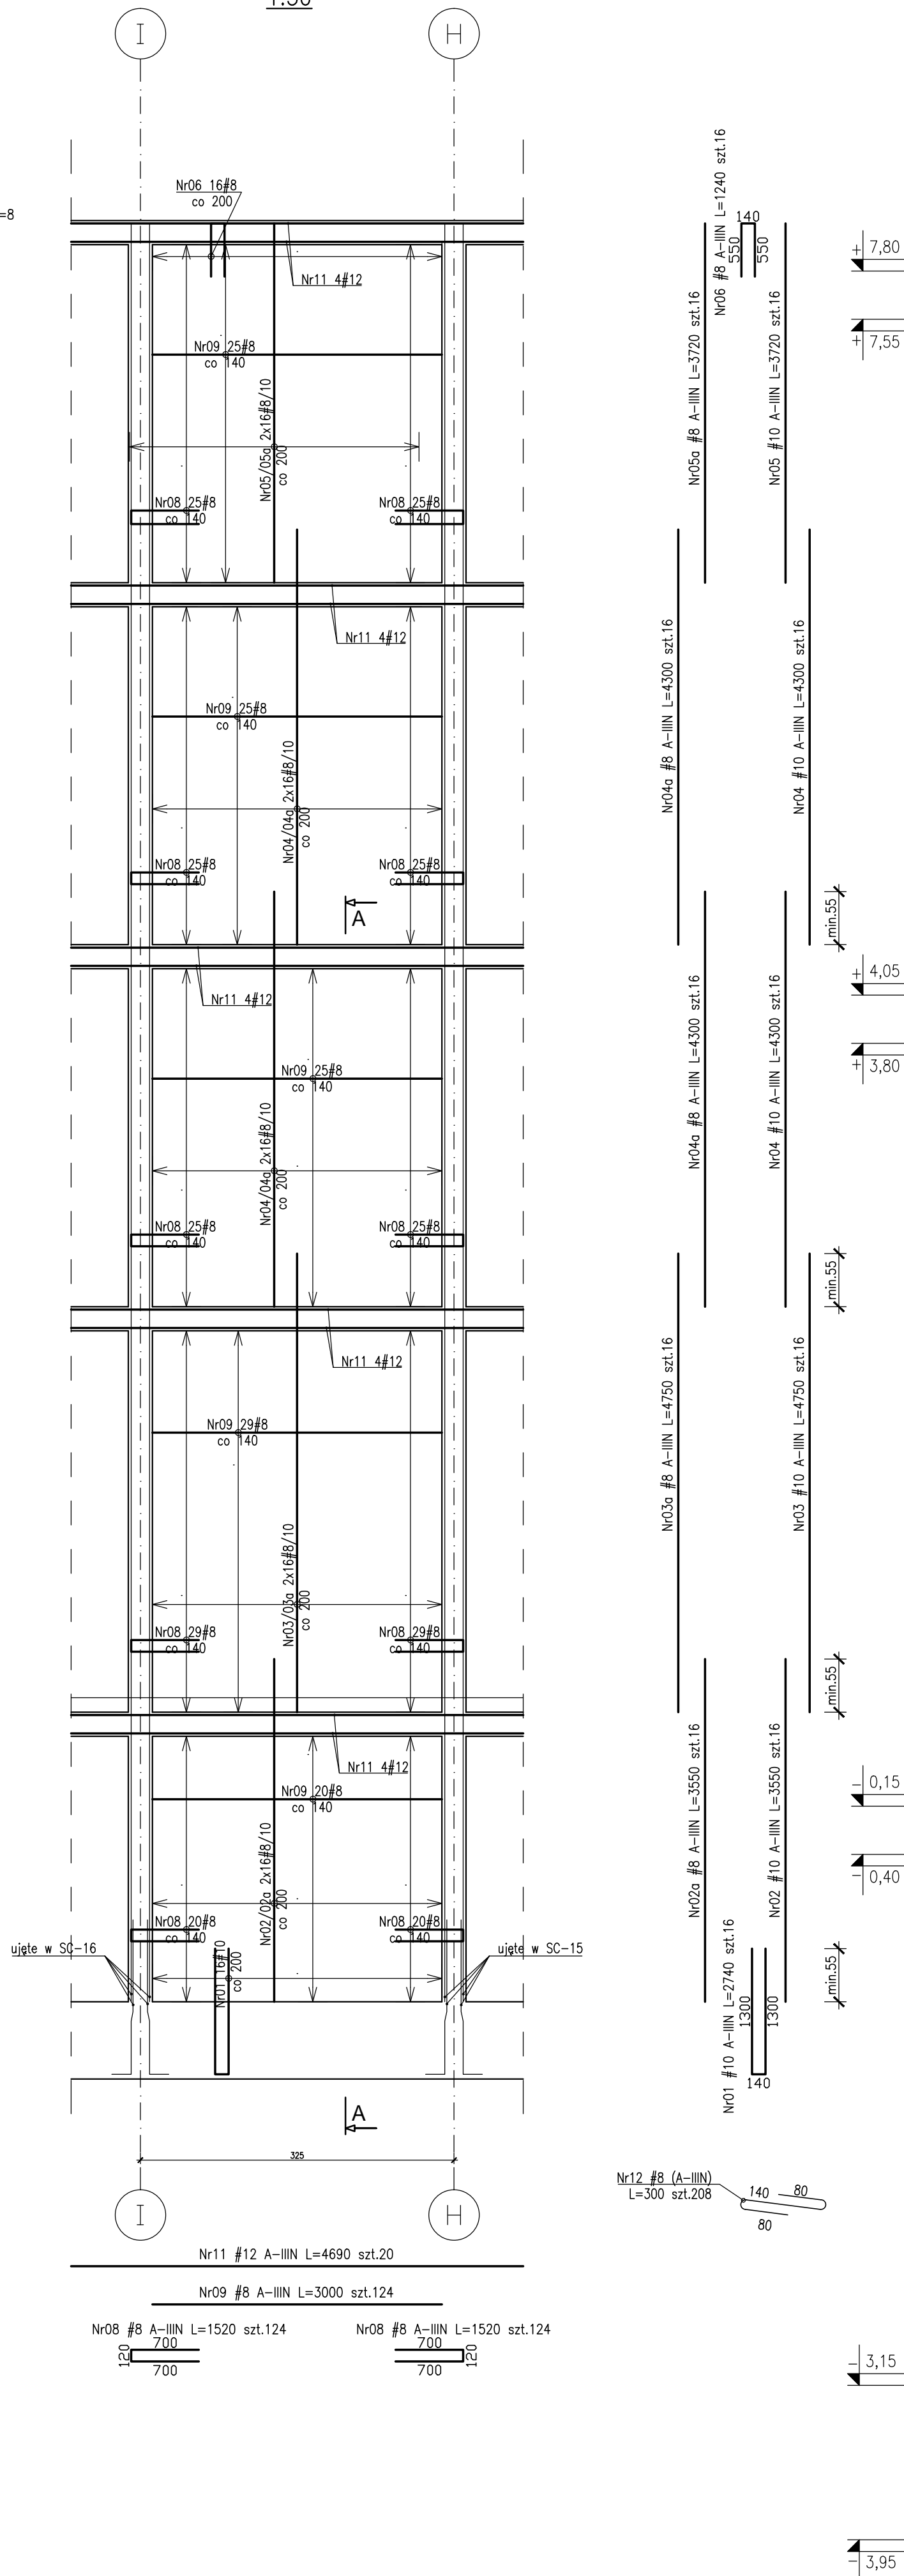 1:50
I
H
=8
Nr06 16#8
co 200
Nr11 4#12
Nr09 25#8
co 140
Nr05/05a 2x16#8/10
co 200
Nr08 25#8
co 140
Nr08 25#8
co 140
Nr11 4#12
Nr09 25#8
co 140
Nr04/04a 2x16#8/10
co 200
Nr08 25#8
co 140
Nr08 25#8
co 140
A
Nr11 4#12
Nr09 25#8
co 140
Nr04/04a 2x16#8/10
co 200
Nr08 25#8
co 140
Nr08 25#8
co 140
Nr11 4#12
Nr09 29#8
co 140
Nr03/03a 2x16#8/10
co 200
Nr08 29#8
co 140
Nr08 29#8
co 140
Nr11 4#12
Nr09 20#8
co 140
Nr02/02a 2x16#8/10
co 200
Nr08 20#8
co 140
Nr08 20#8
co 140
ujęte w SC-16
ujęte w SC-15
Nr01 16#10
co 200
A
325
I
H
Nr11 #12 A-IIIN L=4690 szt.20
Nr09 #8 A-IIIN L=3000 szt.124
Nr08 #8 A-IIIN L=1520 szt.124
700
120
700
Nr08 #8 A-IIIN L=1520 szt.124
700
120
700
Nr06 #8 A-IIIN L=1240 szt.16
140
550
550
Nr05a #8 A-IIIN L=3720 szt.16
Nr05 #10 A-IIIN L=3720 szt.16
Nr04a #8 A-IIIN L=4300 szt.16
Nr04 #10 A-IIIN L=4300 szt.16
min.55
Nr04a #8 A-IIIN L=4300 szt.16
Nr04 #10 A-IIIN L=4300 szt.16
min.55
Nr03a #8 A-IIIN L=4750 szt.16
Nr03 #10 A-IIIN L=4750 szt.16
min.55
Nr02a #8 A-IIIN L=3550 szt.16
Nr02 #10 A-IIIN L=3550 szt.16
min.55
Nr01 #10 A-IIIN L=2740 szt.16
1300
1300
140
Nr12 #8 (A-IIIN)
L=300 szt.208
140
80
80
+ 7,80
+ 7,55
+ 4,05
+ 3,80
- 0,15
- 0,40
- 3,15
- 3,95